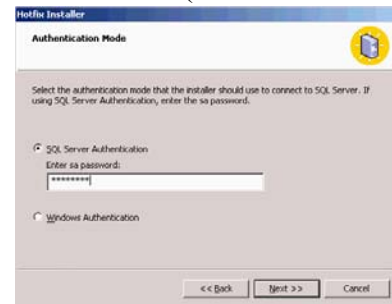 Hotfix Installer
Authentication Mode
Select the authentication mode that the installer should use to connect to SQL Server. If
using SQL Server Authentication, enter the sa password.
SQL Server Authentication
Enter sa password:
********
Windows Authentication
<< Back Next >> Cancel